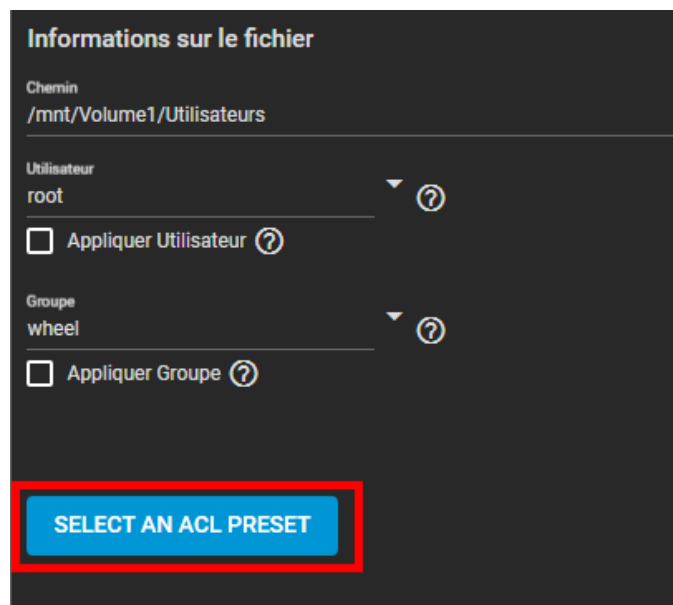 Informations sur le fichier
Chemin
/mnt/Volume1/Utilisateurs
Utilisateur
root
Appliquer Utilisateur
Groupe
wheel
Appliquer Groupe
SELECT AN ACL PRESET